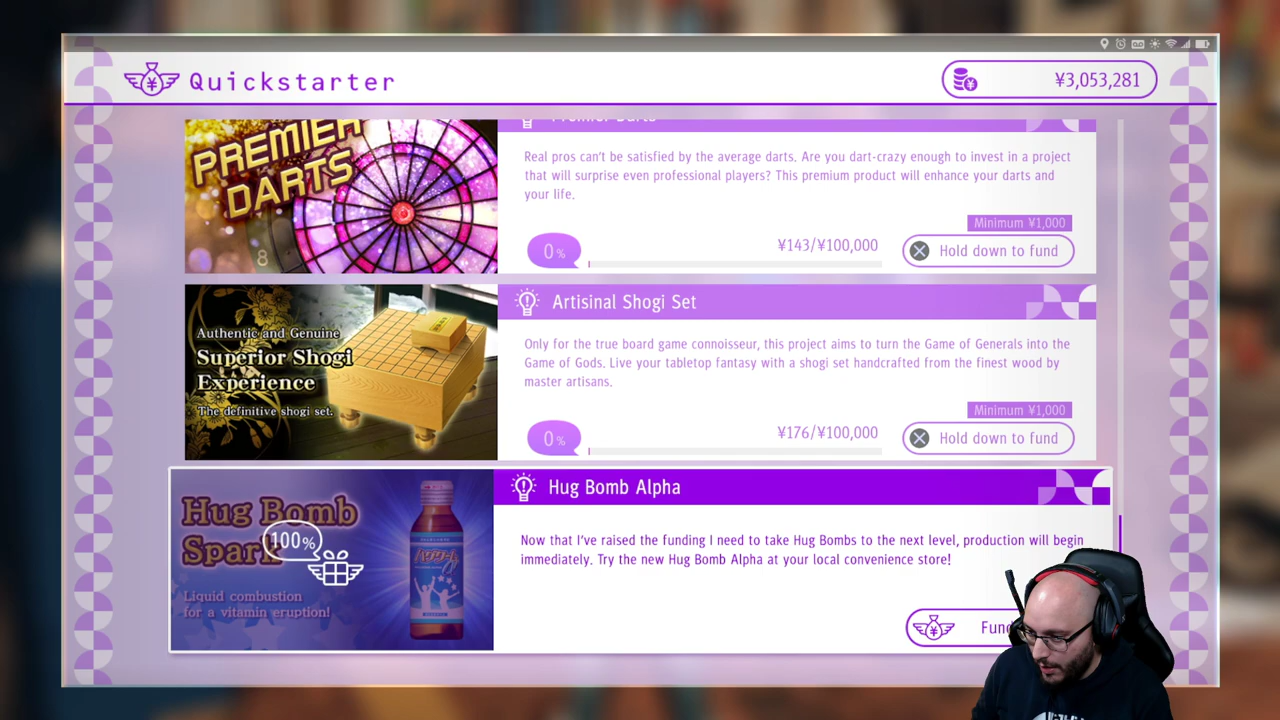 Quickstarter
¥3,053,281
PREMIER
DARTS
8
Premier Darts
Real pros can't be satisfied by the average darts. Are you dart-crazy enough to invest in a project
that will surprise even professional players? This premium product will enhance your darts and
your life.
Minimum ¥1,000
0%
¥143/¥100,000
Hold down to fund
Authentic and Genuine
Superior Shogi
Experience
The definitive shogi set.
Artisinal Shogi Set
Only for the true board game connoisseur, this project aims to turn the Game of Generals into the
Game of Gods. Live your tabletop fantasy with a shogi set handcrafted from the finest wood by
master artisans.
Minimum ¥1,000
0%
¥176/¥100,000
Hold down to fund
Hug Bomb
Spark
100%
Liquid combustion
for a vitamin eruption!
Hug Bomb Alpha
Now that I've raised the funding I need to take Hug Bombs to the next level, production will begin
immediately. Try the new Hug Bomb Alpha at your local convenience store!